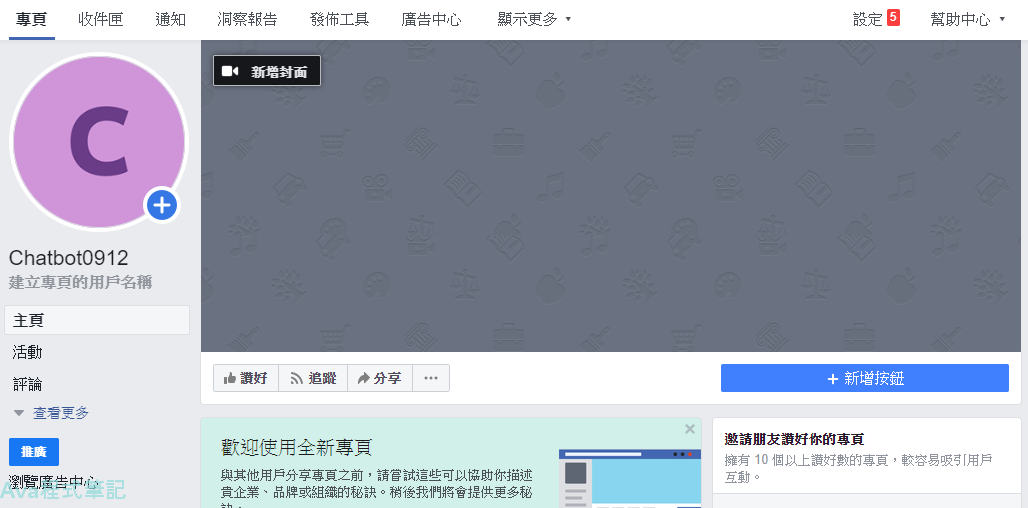 專頁 收件匣 通知 洞察報告 發佈工具 廣告中心 顯示更多 設定 5 幫助中心
新增封面
C
Chatbot0912
建立專頁的用戶名稱
主頁
活動
評論
查看更多
推廣
瀏覽廣告中心
Ava程式筆記
讚好 追蹤 分享 ...
+ 新增按鈕
歡迎使用全新專頁
與其他用戶分享專頁之前，請嘗試這些可以協助你描述
貴企業、品牌或組織的秘訣。稍後我們將會提供更多秘
訣。
邀請朋友讚好你的專頁
擁有 10 個以上讚好數的專頁，較容易吸引用戶
互動。